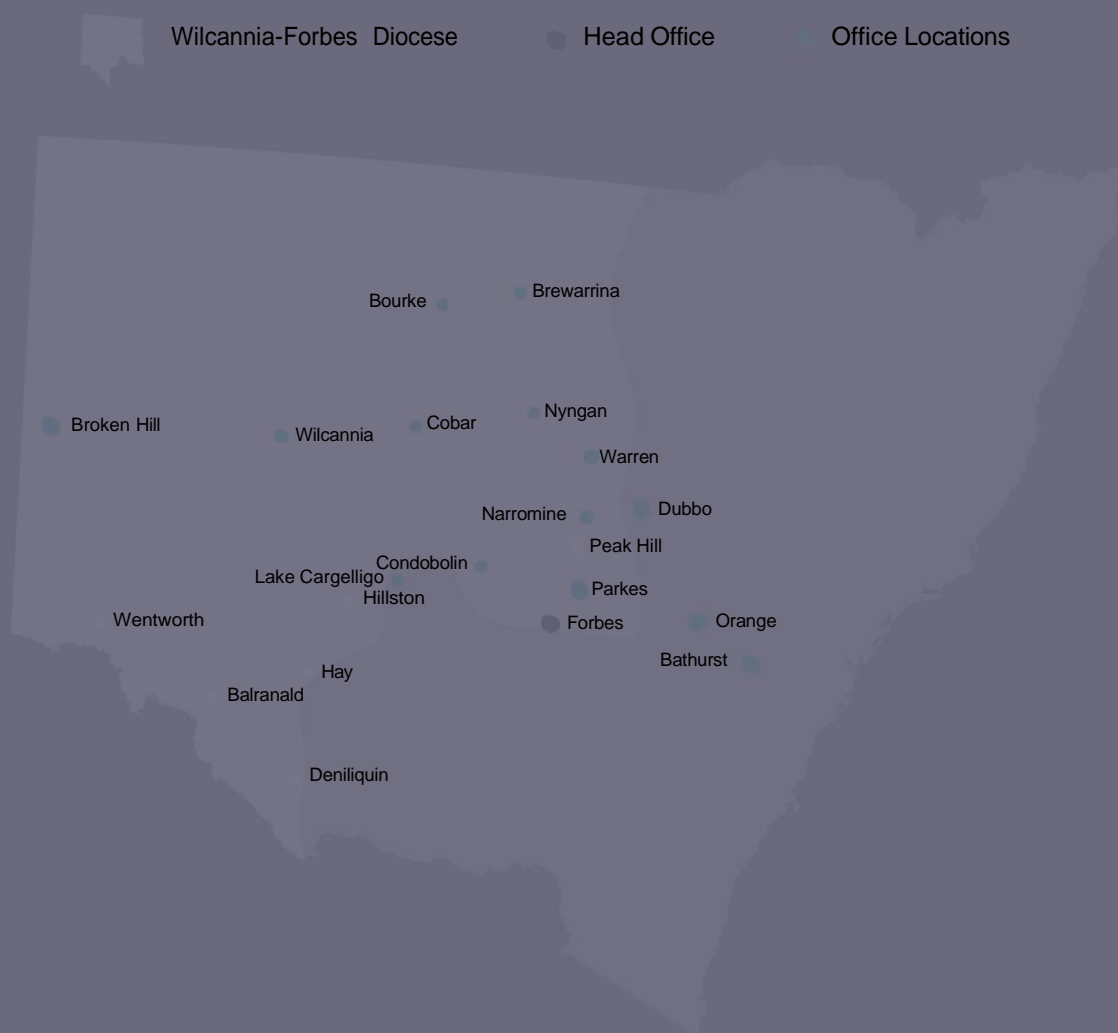 Wilcannia-Forbes Diocese
Head Office
Office Locations
Brewarrina
Bourke
Nyngan
Cobar
Broken Hill
Wilcannia
Warren
Dubbo
Narromine
Peak Hill
Condobolin
Lake Cargelligo
Parkes
Hillston
Wentworth
Forbes
Orange
Bathurst
Hay
Balranald
Deniliquin